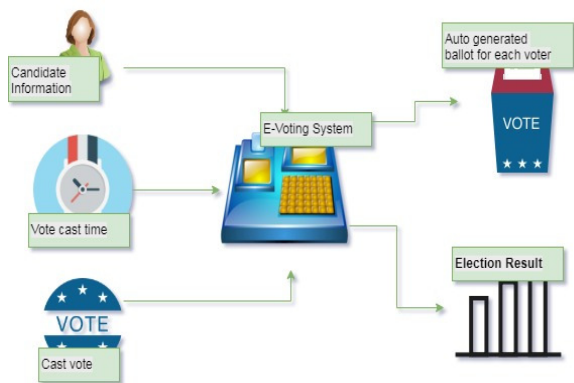 Candidate
Information
Auto generated
ballot for each voter
E-Voting System
VOTE
Vote cast time
Election Result
VOTE
Cast vote